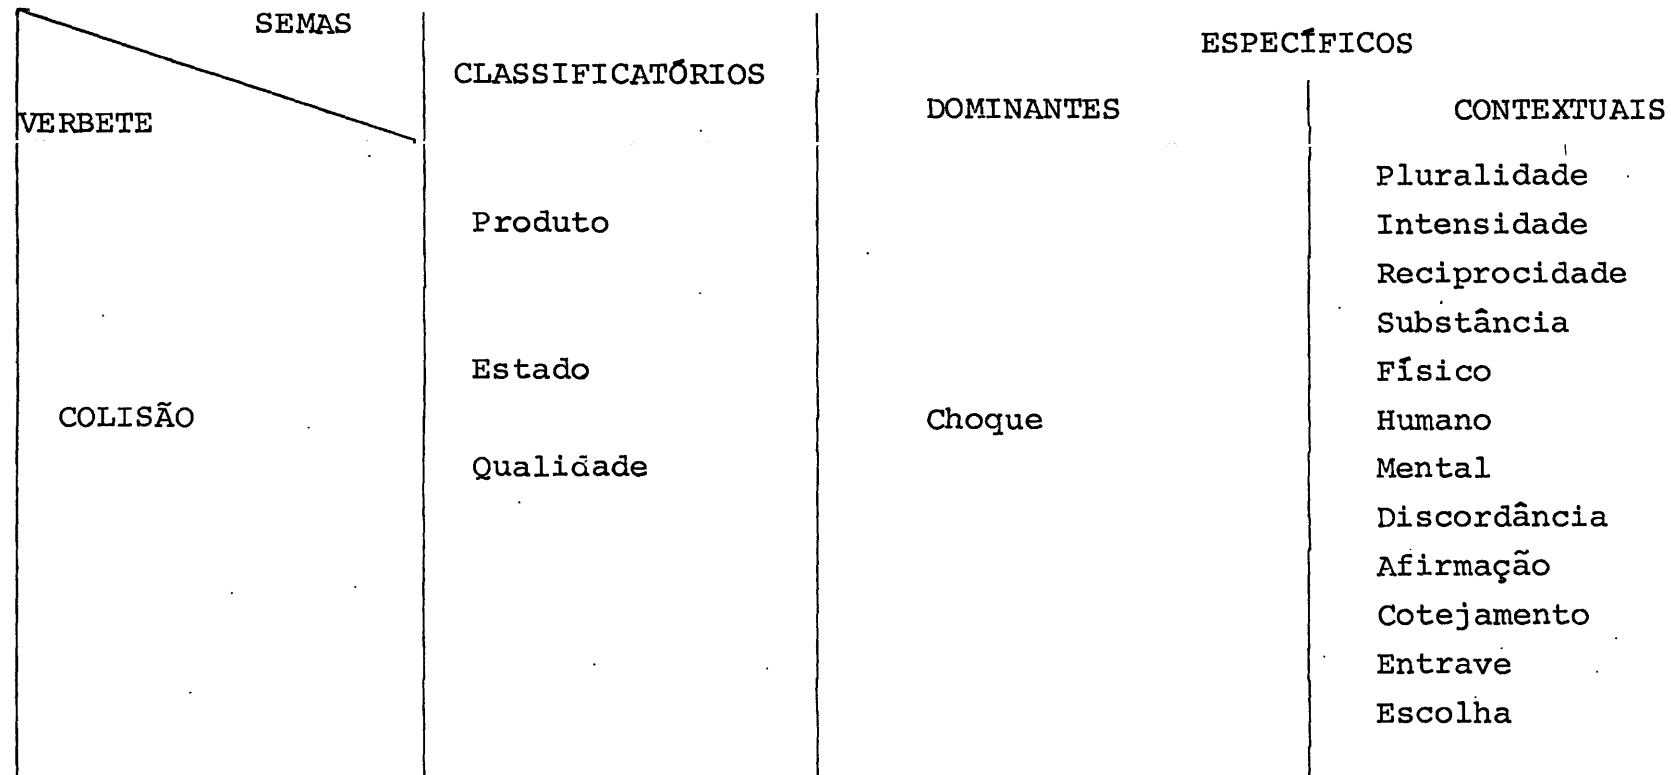 SEMAS
VERBETE
CLASSIFICATÓRIOS
ESPECÍFICOS
DOMINANTES
CONTEXTUAIS
COLISÃO
Produto
Estado
Qualidade
Choque
Pluralidade
Intensidade
Reciprocidade
Substância
Físico
Humano
Mental
Discordância
Afirmação
Cotejamento
Entrave
Escolha